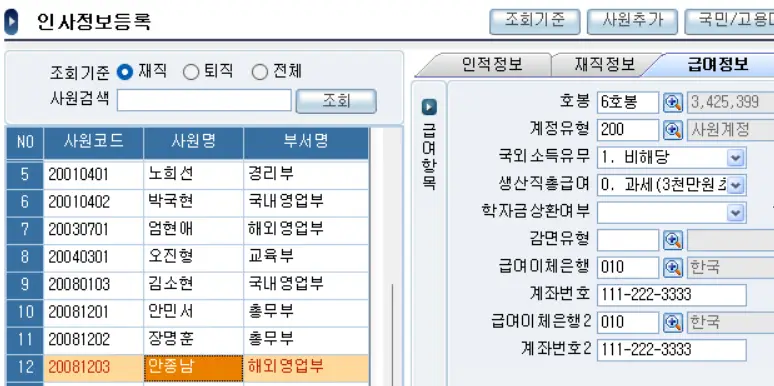 인사정보등록
조회기준 사원추가 국민/고용
조회기준 재직 퇴직 전체
사원검색 조회
NO 사원코드 사원명 부서명
5 20010401 노희선 경리부
6 20010402 박국현 국내영업부
7 20030701 엄현애 해외영업부
8 20040301 오진형 교육부
9 20080103 김소현 국내영업부
10 20081201 안민서 총무부
11 20081202 장명훈 총무부
12 20081203 안종남 해외영업부
인적정보 재직정보 급여정보
급여항목
호봉 6호봉 3,425,399
계정유형 200 사원계정
국외소득유무 1. 비해당
생산직총급여 0. 과세(3천만원초
학자금상환여부
감면유형
급여이체은행 010 한국
계좌번호 111-222-3333
급여이체은행2 010 한국
계좌번호2 111-222-3333